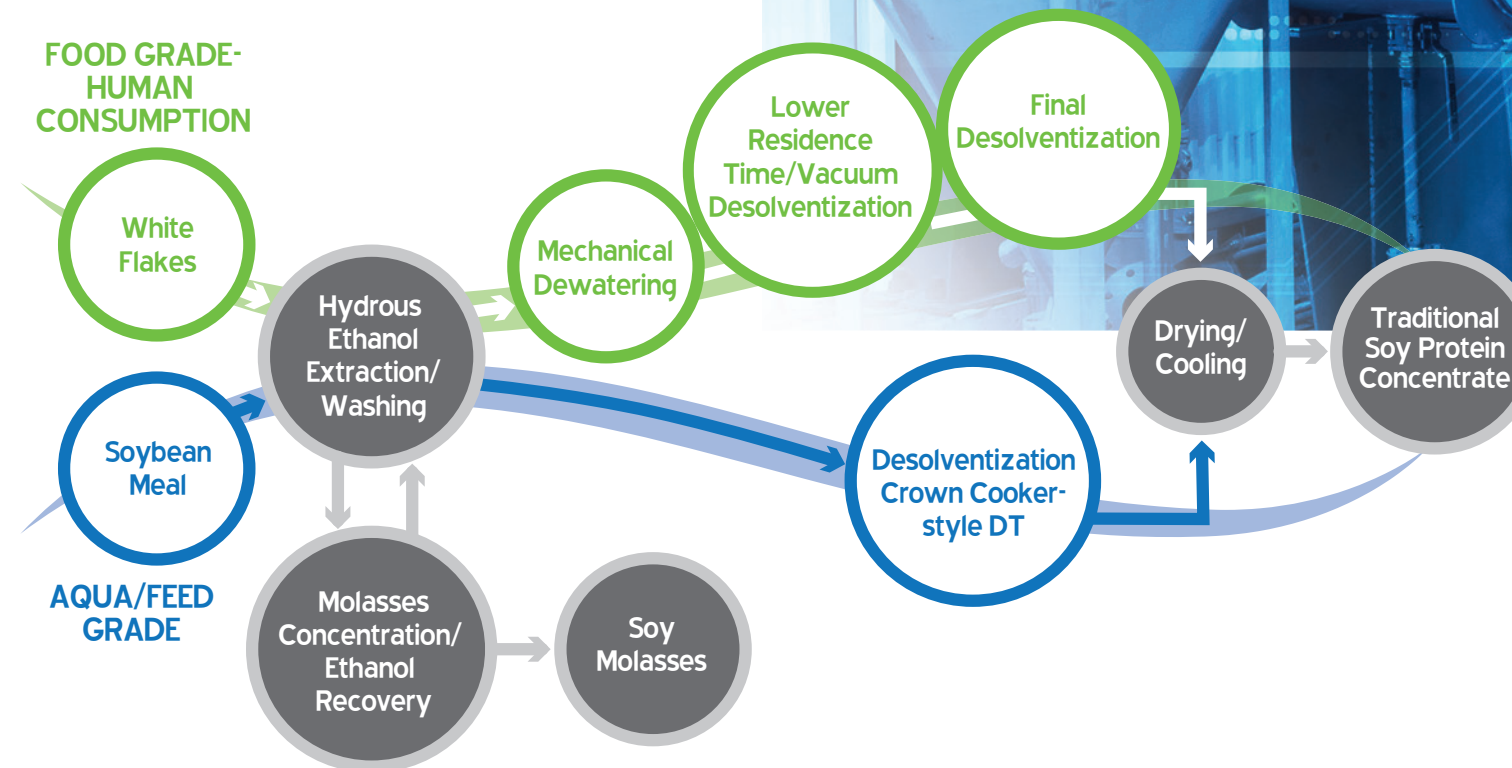 FOOD GRADE-
HUMAN
CONSUMPTION
White
Flakes
Hydrous
Ethanol
Extraction/
Washing
Mechanical
Dewatering
Lower
Residence
Time/Vacuum
Desolventization
Final
Desolventization
Drying/
Cooling
Traditional
Soy Protein
Concentrate
Soybean
Meal
AQUA/FEED
GRADE
Desolventization
Crown Cooker-
style DT
Molasses
Concentration/
Ethanol
Recovery
Soy
Molasses